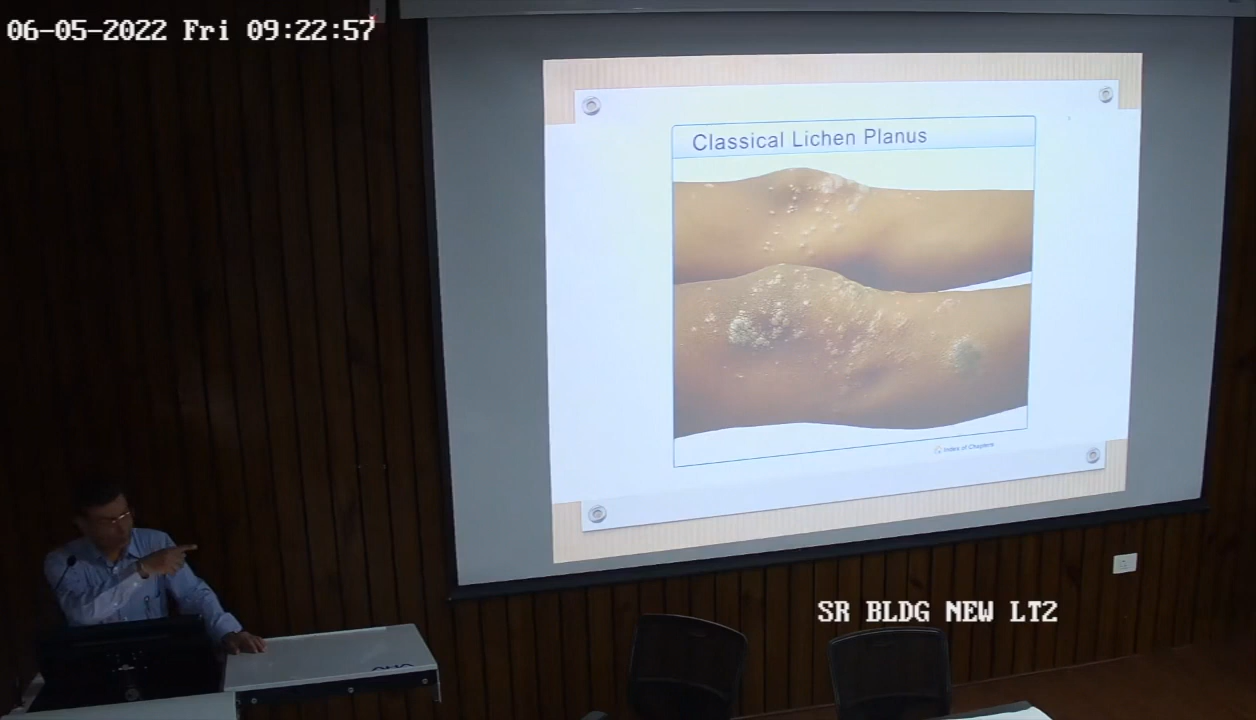 06-05-2022 Fri 09:22:57
Classical Lichen Planus
Index of Chapters
SR BLDG NEW LT2